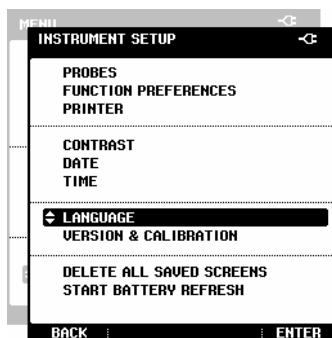 MENU
INSTRUMENT SETUP
PROBES
FUNCTION PREFERENCES
PRINTER
CONTRAST
DATE
TIME
LANGUAGE
VERSION & CALIBRATION
DELETE ALL SAVED SCREENS
START BATTERY REFRESH
BACK ENTER